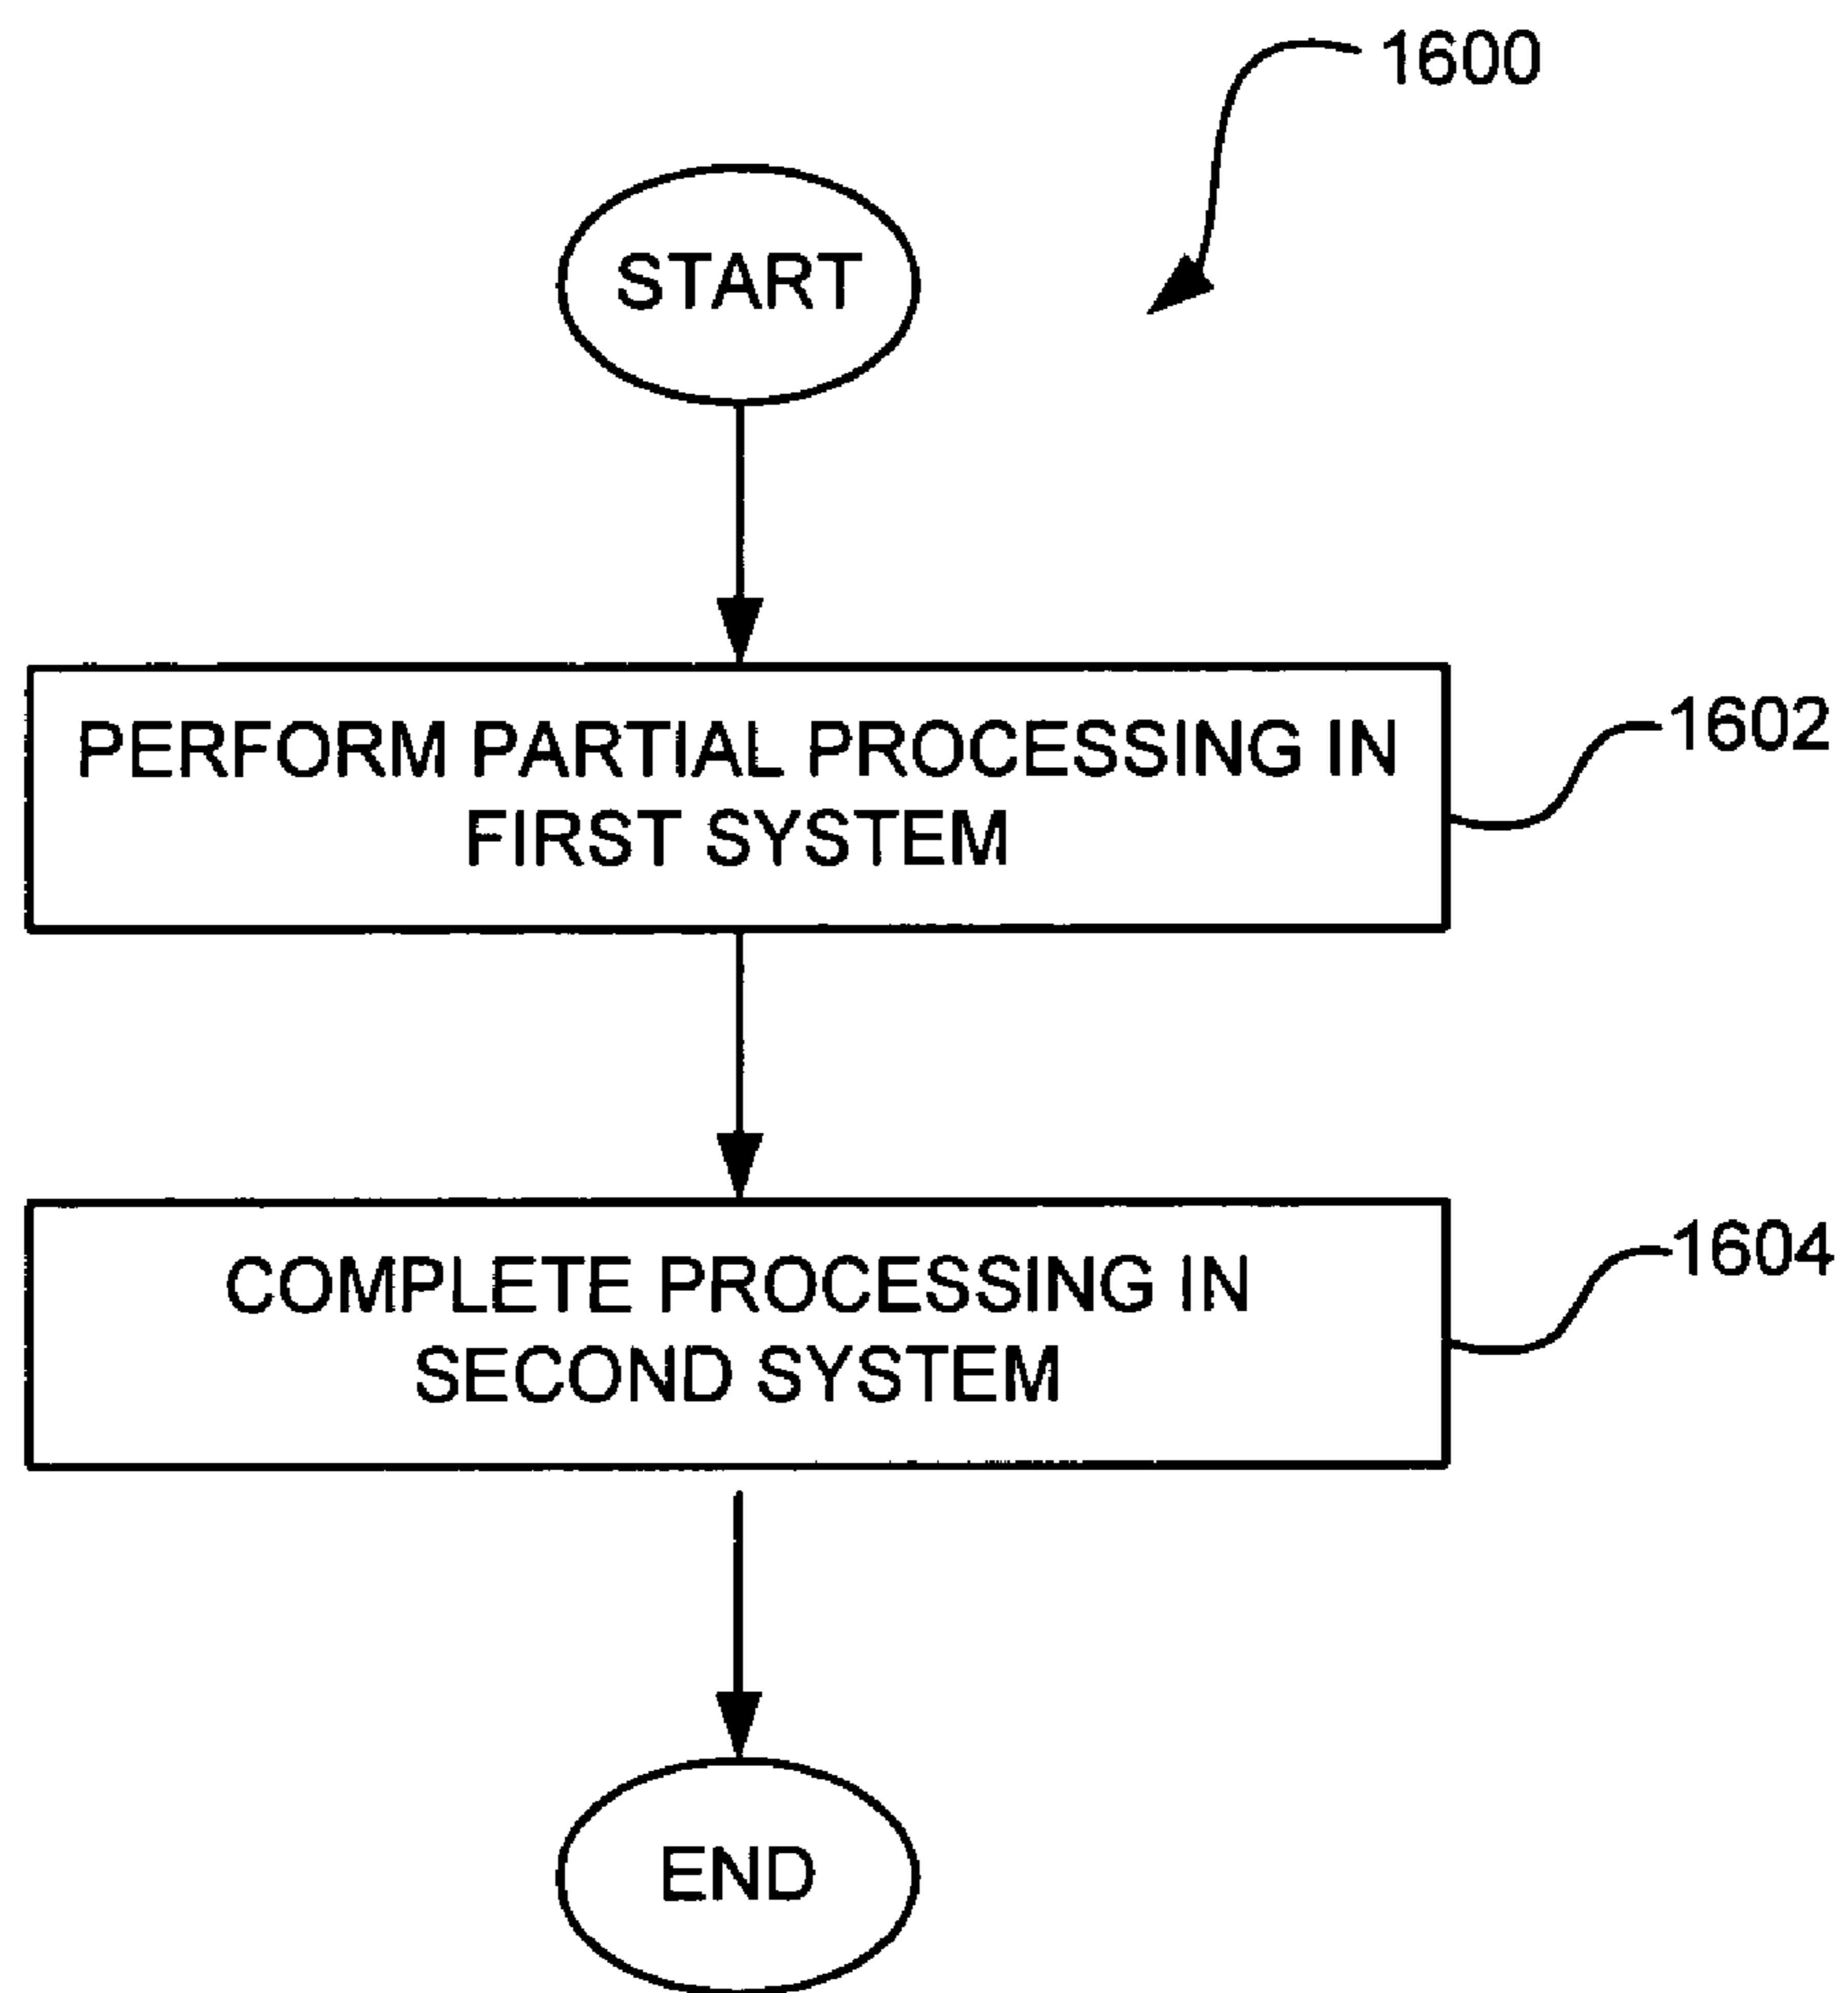 1600
START
PERFORM PARTIAL PROCESSING IN
FIRST SYSTEM
1602
COMPLETE PROCESSING IN
SECOND SYSTEM
1604
END